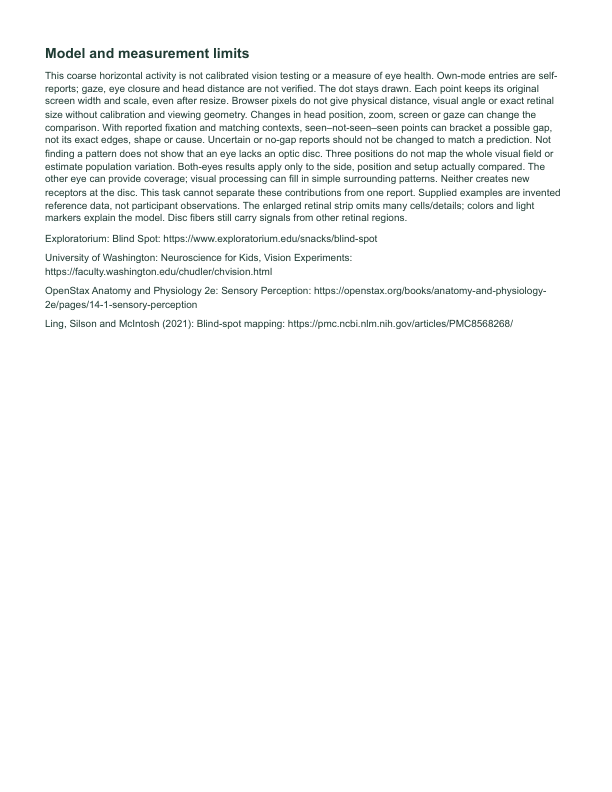 Model and measurement limits
This coarse horizontal activity is not calibrated vision testing or a measure of eye health. Own-mode entries are self-
reports; gaze, eye closure and head distance are not verified. The dot stays drawn. Each point keeps its original
screen width and scale, even after resize. Browser pixels do not give physical distance, visual angle or exact retinal
size without calibration and viewing geometry. Changes in head position, zoom, screen or gaze can change the
comparison. With reported fixation and matching contexts, seen–not-seen–seen points can bracket a possible gap,
not its exact edges, shape or cause. Uncertain or no-gap reports should not be changed to match a prediction. Not
finding a pattern does not show that an eye lacks an optic disc. Three positions do not map the whole visual field or
estimate population variation. Both-eyes results apply only to the side, position and setup actually compared. The
other eye can provide coverage; visual processing can fill in simple surrounding patterns. Neither creates new
receptors at the disc. This task cannot separate these contributions from one report. Supplied examples are invented
reference data, not participant observations. The enlarged retinal strip omits many cells/details; colors and light
markers explain the model. Disc fibers still carry signals from other retinal regions.
Exploratorium: Blind Spot: https://www.exploratorium.edu/snacks/blind-spot
University of Washington: Neuroscience for Kids, Vision Experiments:
https://faculty.washington.edu/chudler/chvision.html
OpenStax Anatomy and Physiology 2e: Sensory Perception: https://openstax.org/books/anatomy-and-physiology-
2e/pages/14-1-sensory-perception
Ling, Silson and McIntosh (2021): Blind-spot mapping: https://pmc.ncbi.nlm.nih.gov/articles/PMC8568268/